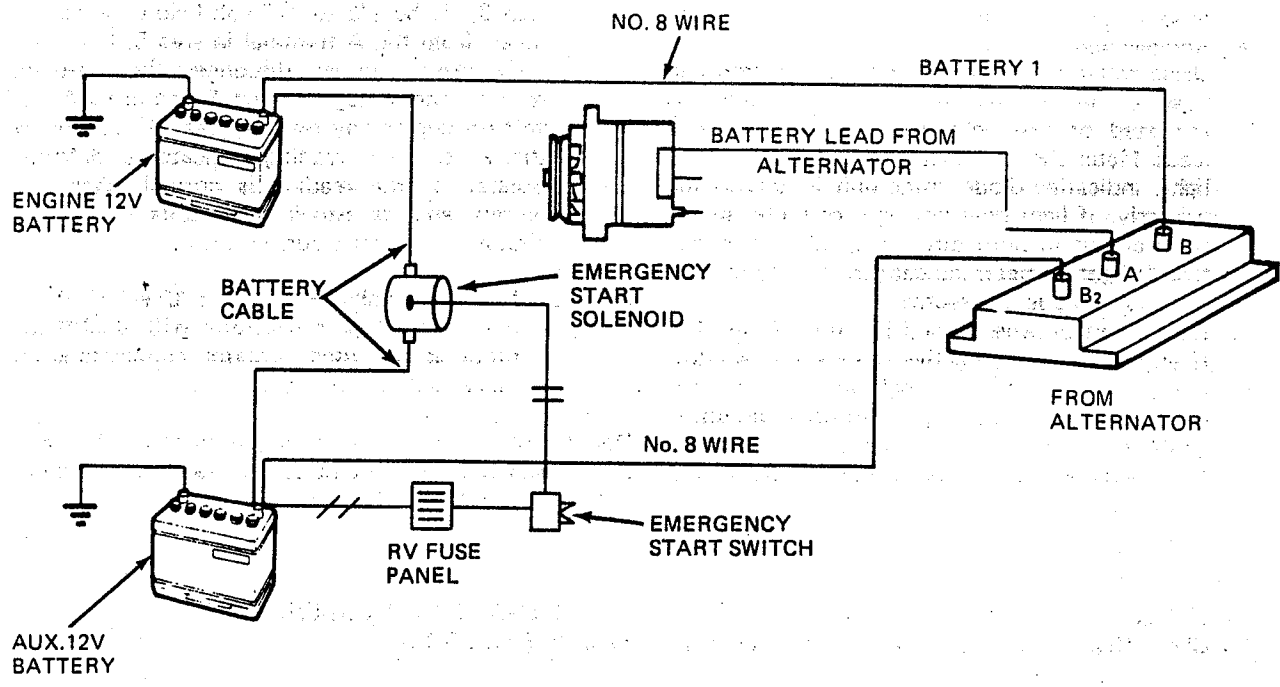 NO. 8 WIRE
BATTERY 1
BATTERY LEAD FROM
ALTERNATOR
ENGINE 12V
BATTERY
BATTERY
CABLE
EMERGENCY
START
SOLENOID
B
A
B2
FROM
ALTERNATOR
No. 8 WIRE
RV FUSE
PANEL
EMERGENCY
START SWITCH
AUX.12V
BATTERY